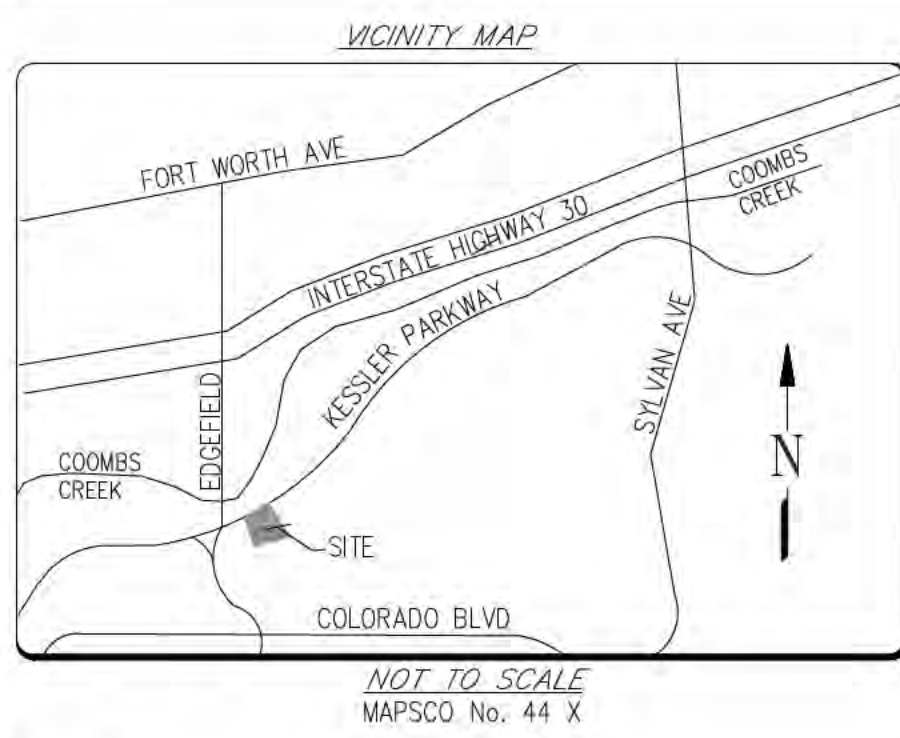 VICINITY MAP
FORT WORTH AVE
COOMBS
CREEK
INTERSTATE HIGHWAY 30
KESSLER PARKWAY
SYLVAN AVE
EDGEFIELD
N
COOMBS
CREEK
SITE
COLORADO BLVD
NOT TO SCALE
MAPSCO No. 44 X